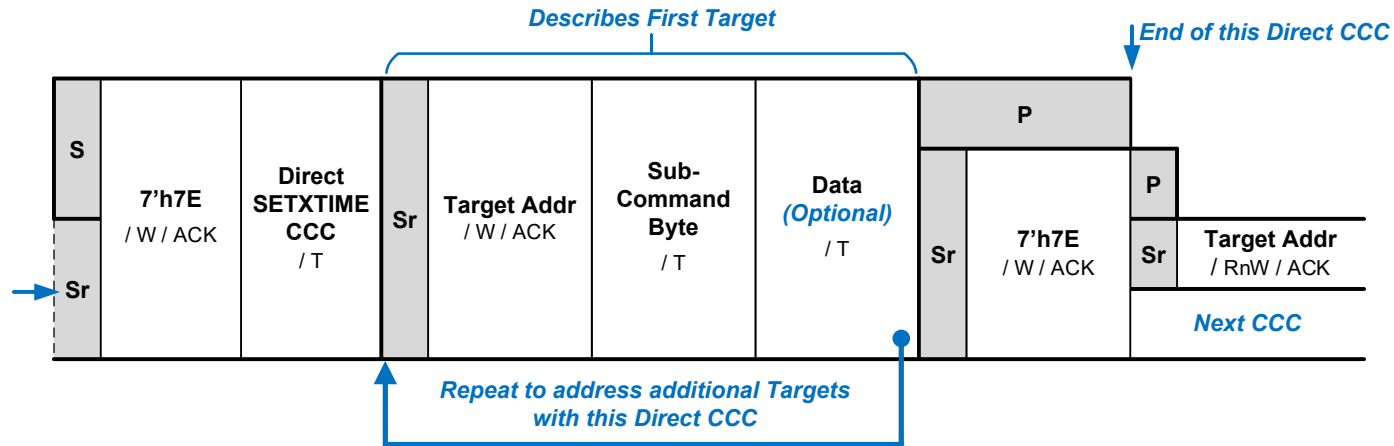 Describes First Target
End of this Direct CCC
S
Sr
7'h7E
/ W / ACK
Direct
SETXTIME
CCC
/ T
Sr
Target Addr
/ W / ACK
Sub-
Command
Byte
/ T
Data
(Optional)
/ T
P
Sr
7'h7E
/ W / ACK
P
Sr
Target Addr
/ RnW / ACK
Next CCC
Repeat to address additional Targets
with this Direct CCC